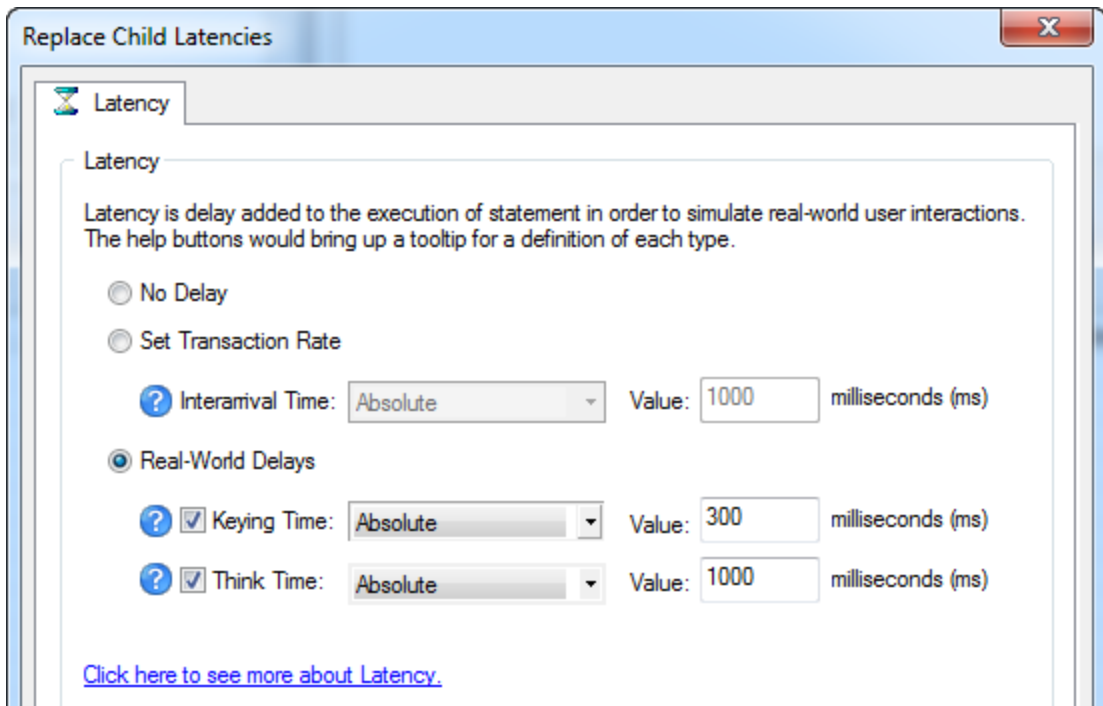 Replace Child Latencies
Latency
Latency
Latency is delay added to the execution of statement in order to simulate real-world user interactions.
The help buttons would bring up a tooltip for a definition of each type.
No Delay
Set Transaction Rate
Interarrival Time: Absolute Value: 1000 milliseconds (ms)
Real-World Delays
Keying Time: Absolute Value: 300 milliseconds (ms)
Think Time: Absolute Value: 1000 milliseconds (ms)
Click here to see more about Latency.